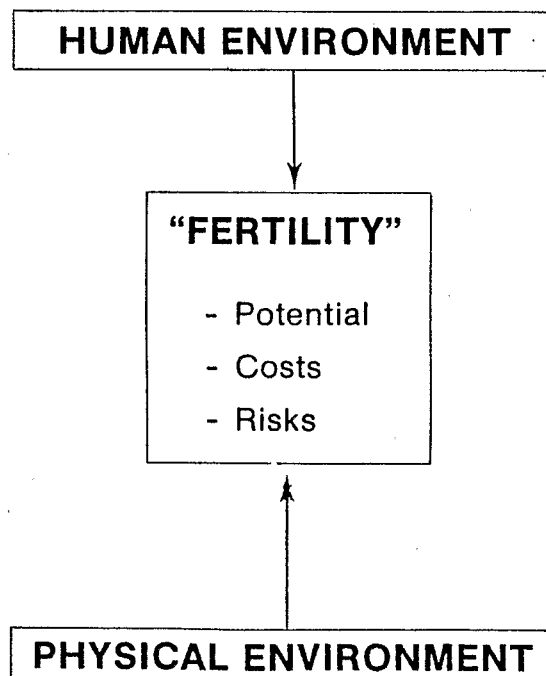 HUMAN ENVIRONMENT
“FERTILITY”
- Potential
- Costs
- Risks
PHYSICAL ENVIRONMENT